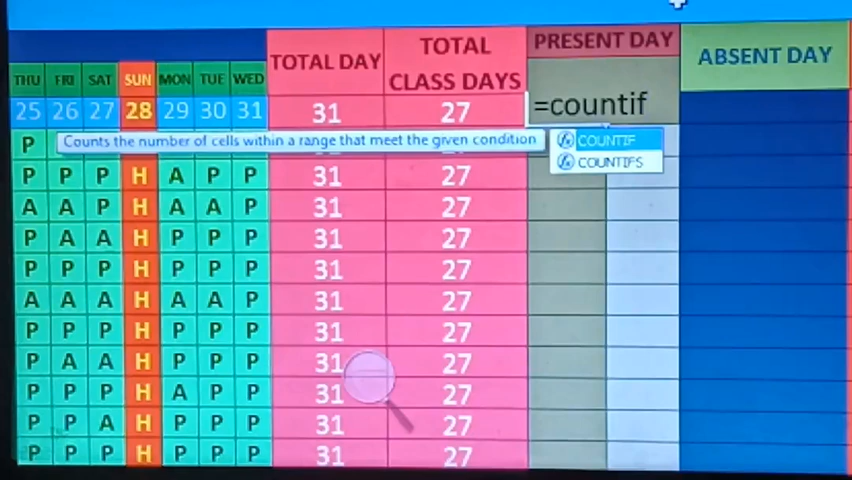 TOTAL DAY
TOTAL
CLASS DAYS
PRESENT DAY
ABSENT DAY
THU FRI SAT SUN MON TUE WED
25 26 27 28 29 30 31 31 27 =countif
P
Counts the number of cells within a range that meet the given condition
COUNTIF
COUNTIFS
P P P H A P P 31 27
A A P H A A P 31 27
P A A H P P P 31 27
P P P H P P P 31 27
A A A H A A P 31 27
P P P H P P P 31 27
P A A H P P P 31 27
P P P H A P P 31 27
P P A H P P P 31 27
P P P H P P P 31 27